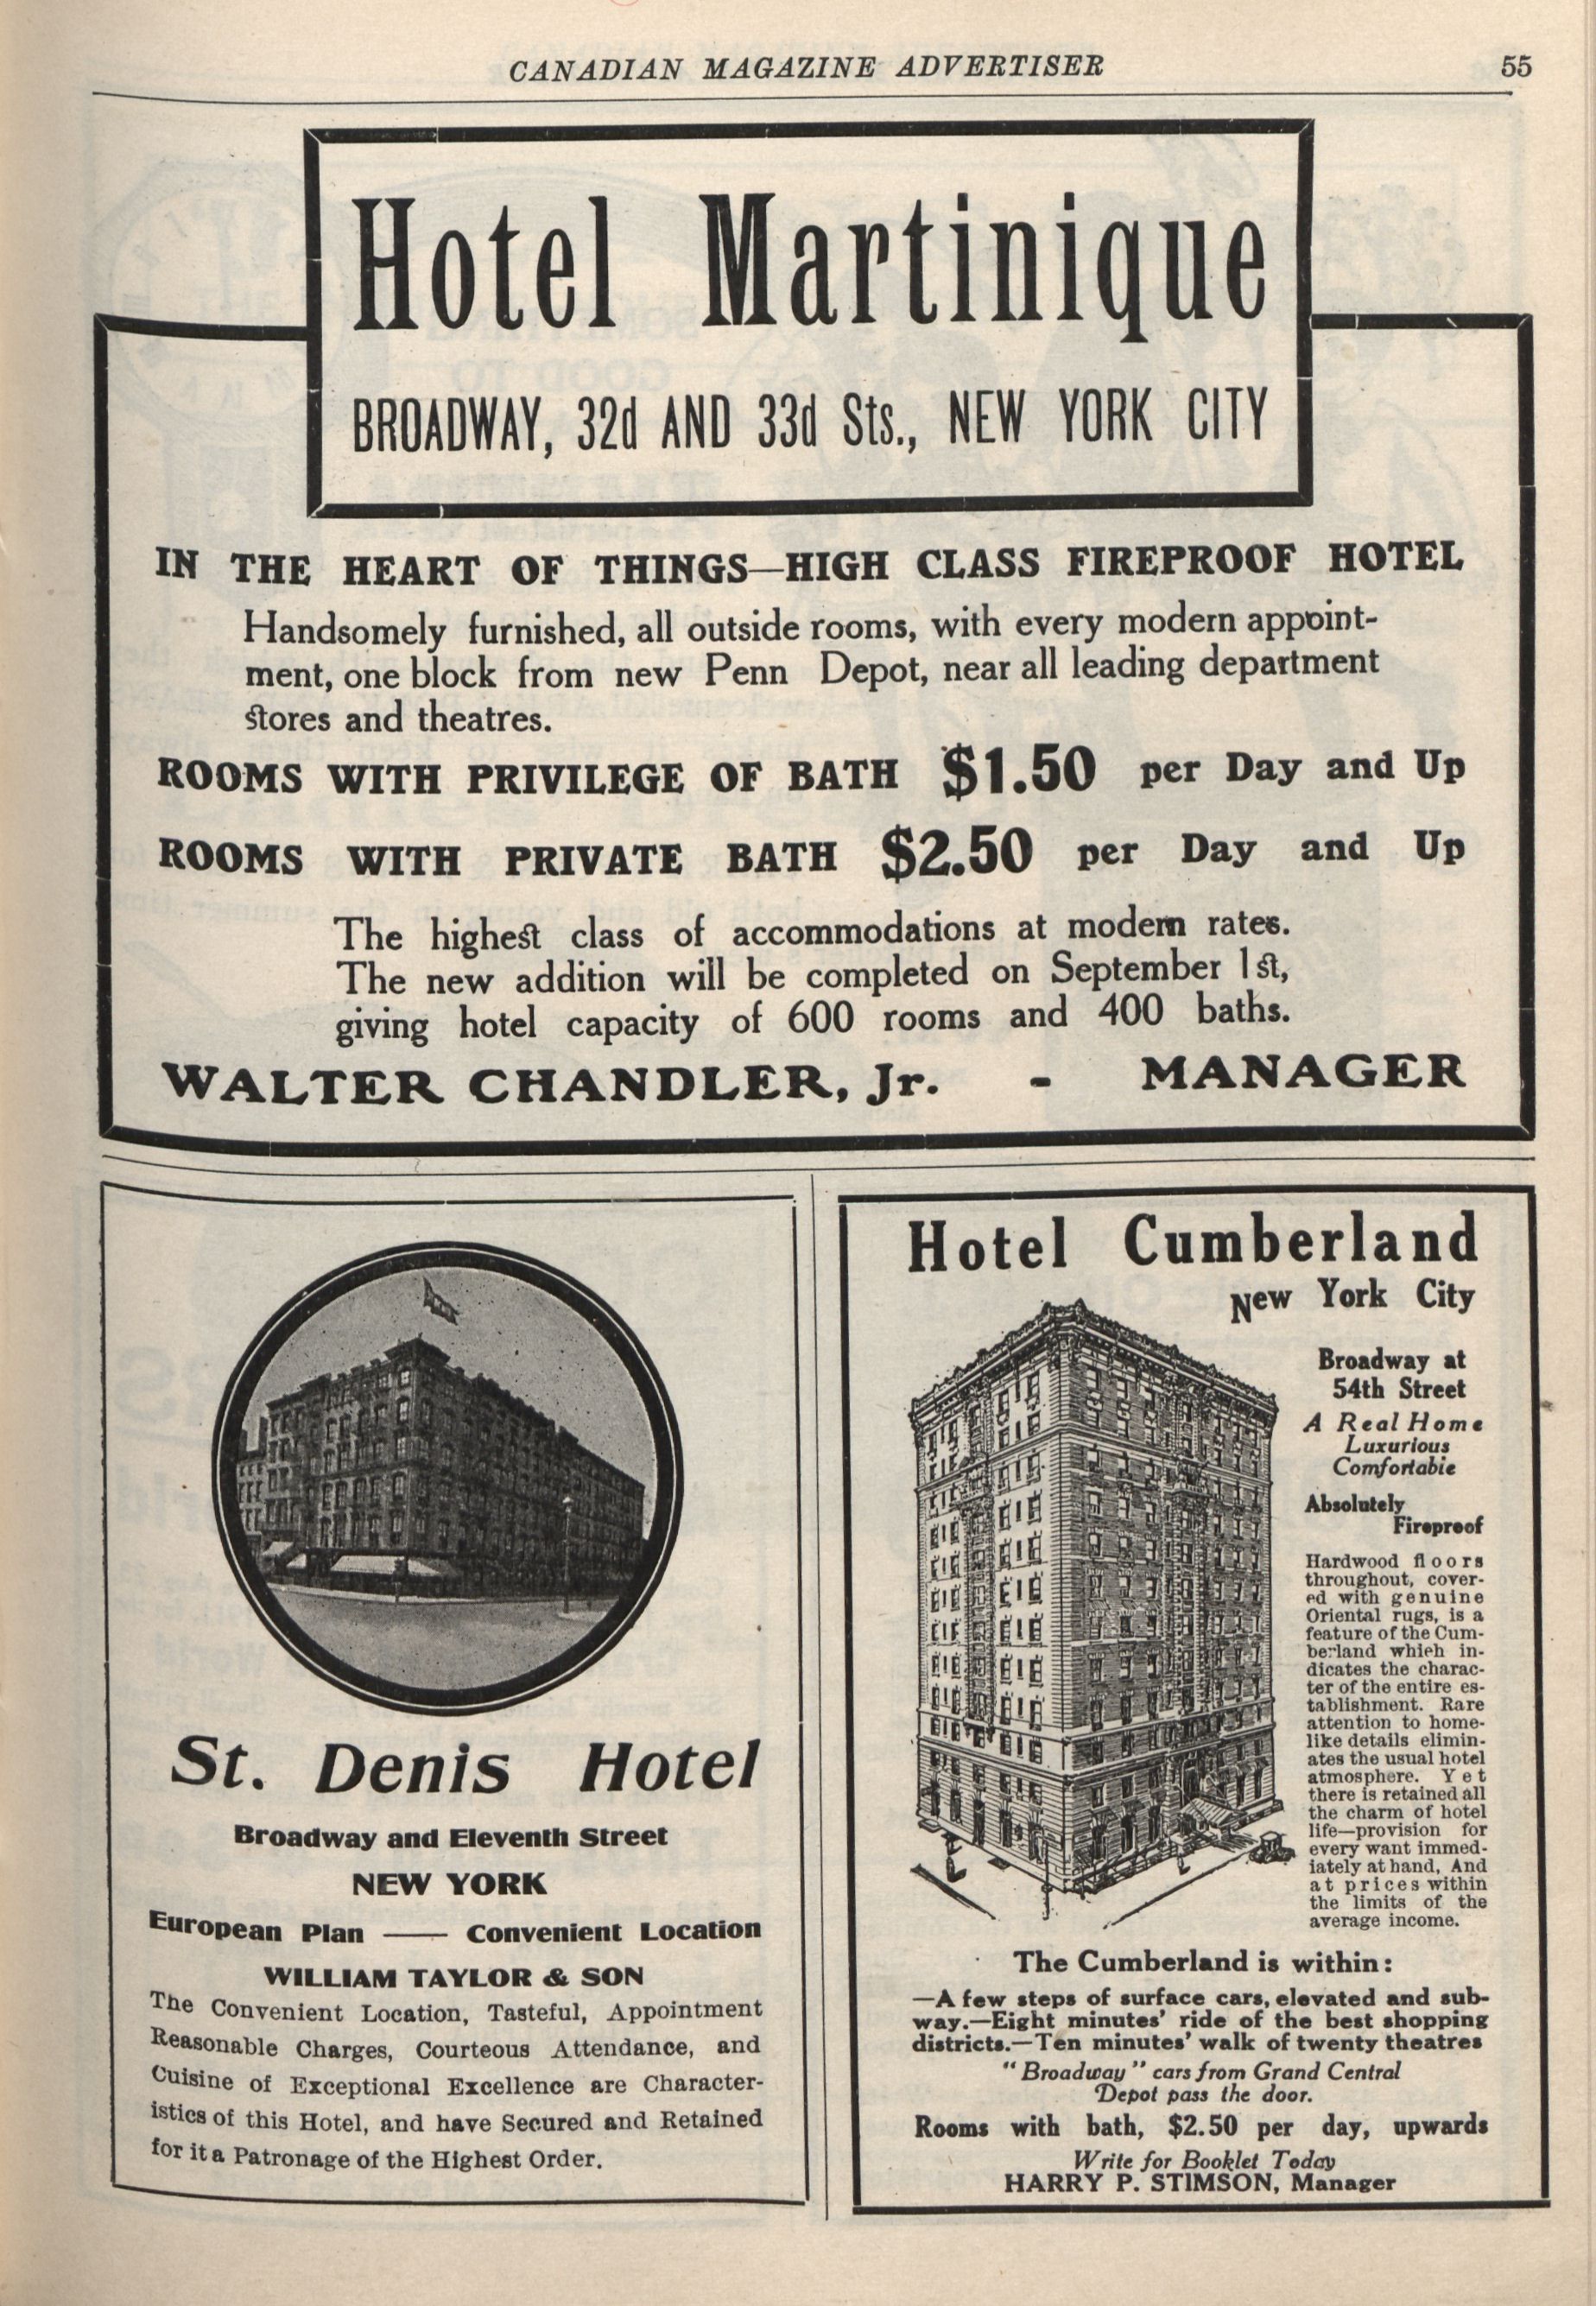 CANADIAN MAGAZINE ADVERTISER 55
Hotel Martinique
BROADWAY, 32d AND 33d Sts., NEW YORK CITY
IN THE HEART OF THINGS—HIGH CLASS FIREPROOF HOTEL
Handsomely furnished, all outside rooms, with every modern appoint-
ment, one block from new Penn Depot, near all leading department
stores and theatres.
ROOMS WITH PRIVILEGE OF BATH $1.50 per Day and Up
ROOMS WITH PRIVATE BATH $2.50 per Day and Up
The highest class of accommodations at modern rates.
The new addition will be completed on September 1st,
giving hotel capacity of 600 rooms and 400 baths.
WALTER CHANDLER, Jr. - MANAGER
St. Denis Hotel
Broadway and Eleventh Street
NEW YORK
European Plan —— Convenient Location
WILLIAM TAYLOR & SON
The Convenient Location, Tasteful, Appointment
Reasonable Charges, Courteous Attendance, and
Cuisine of Exceptional Excellence are Character-
istics of this Hotel, and have Secured and Retained
for it a Patronage of the Highest Order.
Hotel Cumberland
New York City
Broadway at
54th Street
A Real Home
Luxurious
Comfortable
Absolutely
Fireproof
Hardwood floors
throughout, cover-
ed with genuine
Oriental rugs, is a
feature of the Cum-
berland which in-
dicates the charac-
ter of the entire es-
tablishment. Rare
attention to home-
like details elimin-
ates the usual hotel
atmosphere. Yet
there is retained all
the charm of hotel
life—provision for
every want immed-
iately at hand, And
at prices within
the limits of the
average income.
The Cumberland is within:
—A few steps of surface cars, elevated and sub-
way.—Eight minutes' ride of the best shopping
districts.—Ten minutes' walk of twenty theatres
"Broadway" cars from Grand Central
Depot pass the door.
Rooms with bath, $2.50 per day, upwards
Write for Booklet Today
HARRY P. STIMSON, Manager